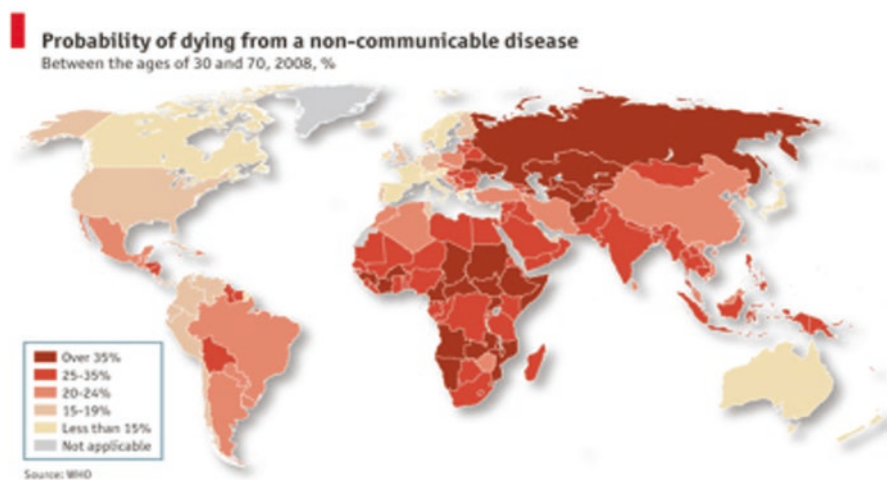 Probability of dying from a non-communicable disease
Between the ages of 30 and 70, 2008, %
Over 35%
25-35%
20-24%
15-19%
Less than 15%
Not applicable
Source: WHO